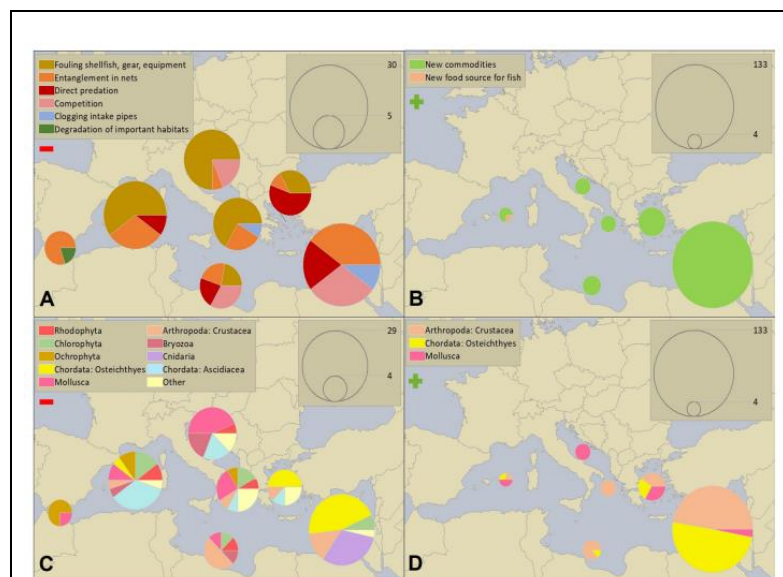 Fouling shellfish, gear, equipment
Entanglement in nets
Direct predation
Competition
Clogging intake pipes
Degradation of important habitats
30
5
A
New commodities
New food source for fish
133
4
B
Rhodophyta
Chlorophyta
Ochrophyta
Chordata: Osteichthyes
Mollusca
Arthropoda: Crustacea
Bryozoa
Cnidaria
Chordata: Ascidiacea
Other
29
4
C
Arthropoda: Crustacea
Chordata: Osteichthyes
Mollusca
133
4
D